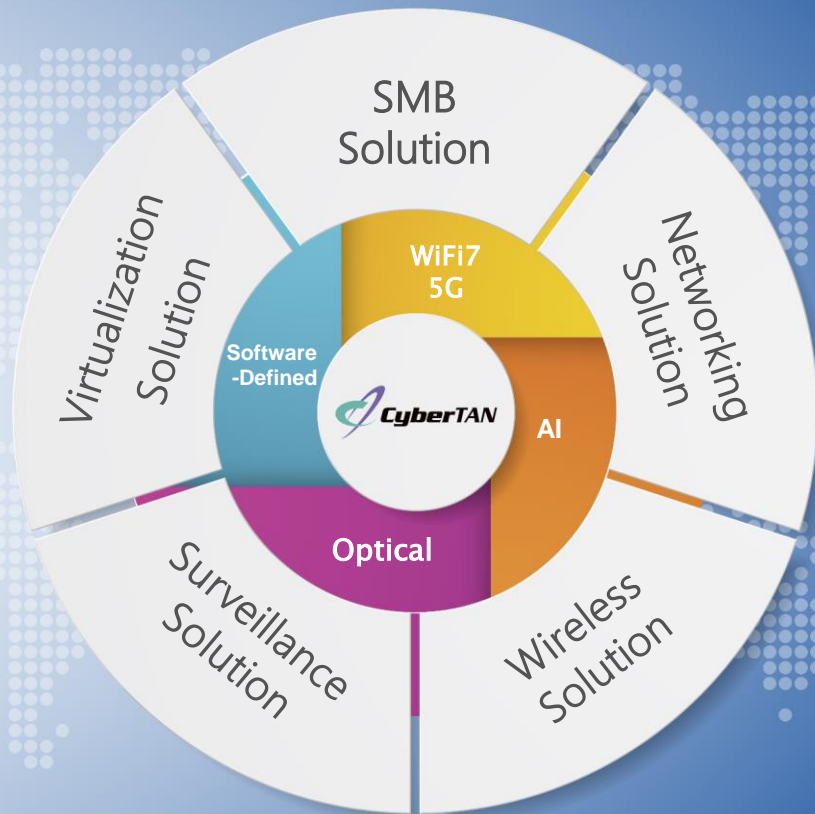 SMB
Solution
Networking
Solution
Wireless
Solution
Surveillance
Solution
Virtualization
Solution
WiFi7
5G
AI
Optical
Software
-Defined
CyberTAN